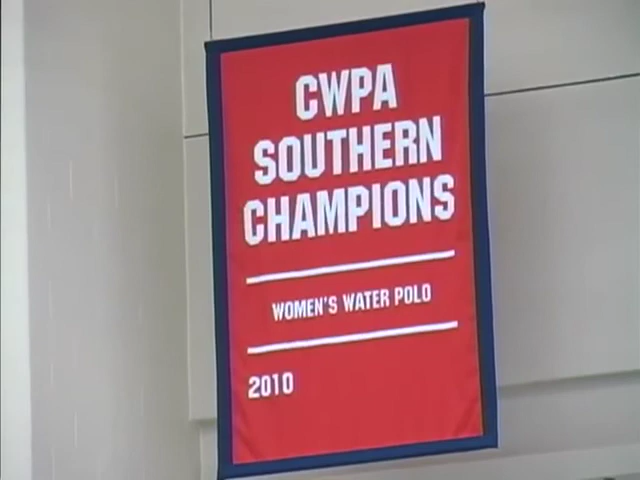 CWPA
SOUTHERN
CHAMPIONS
WOMEN'S WATER POLO
2010